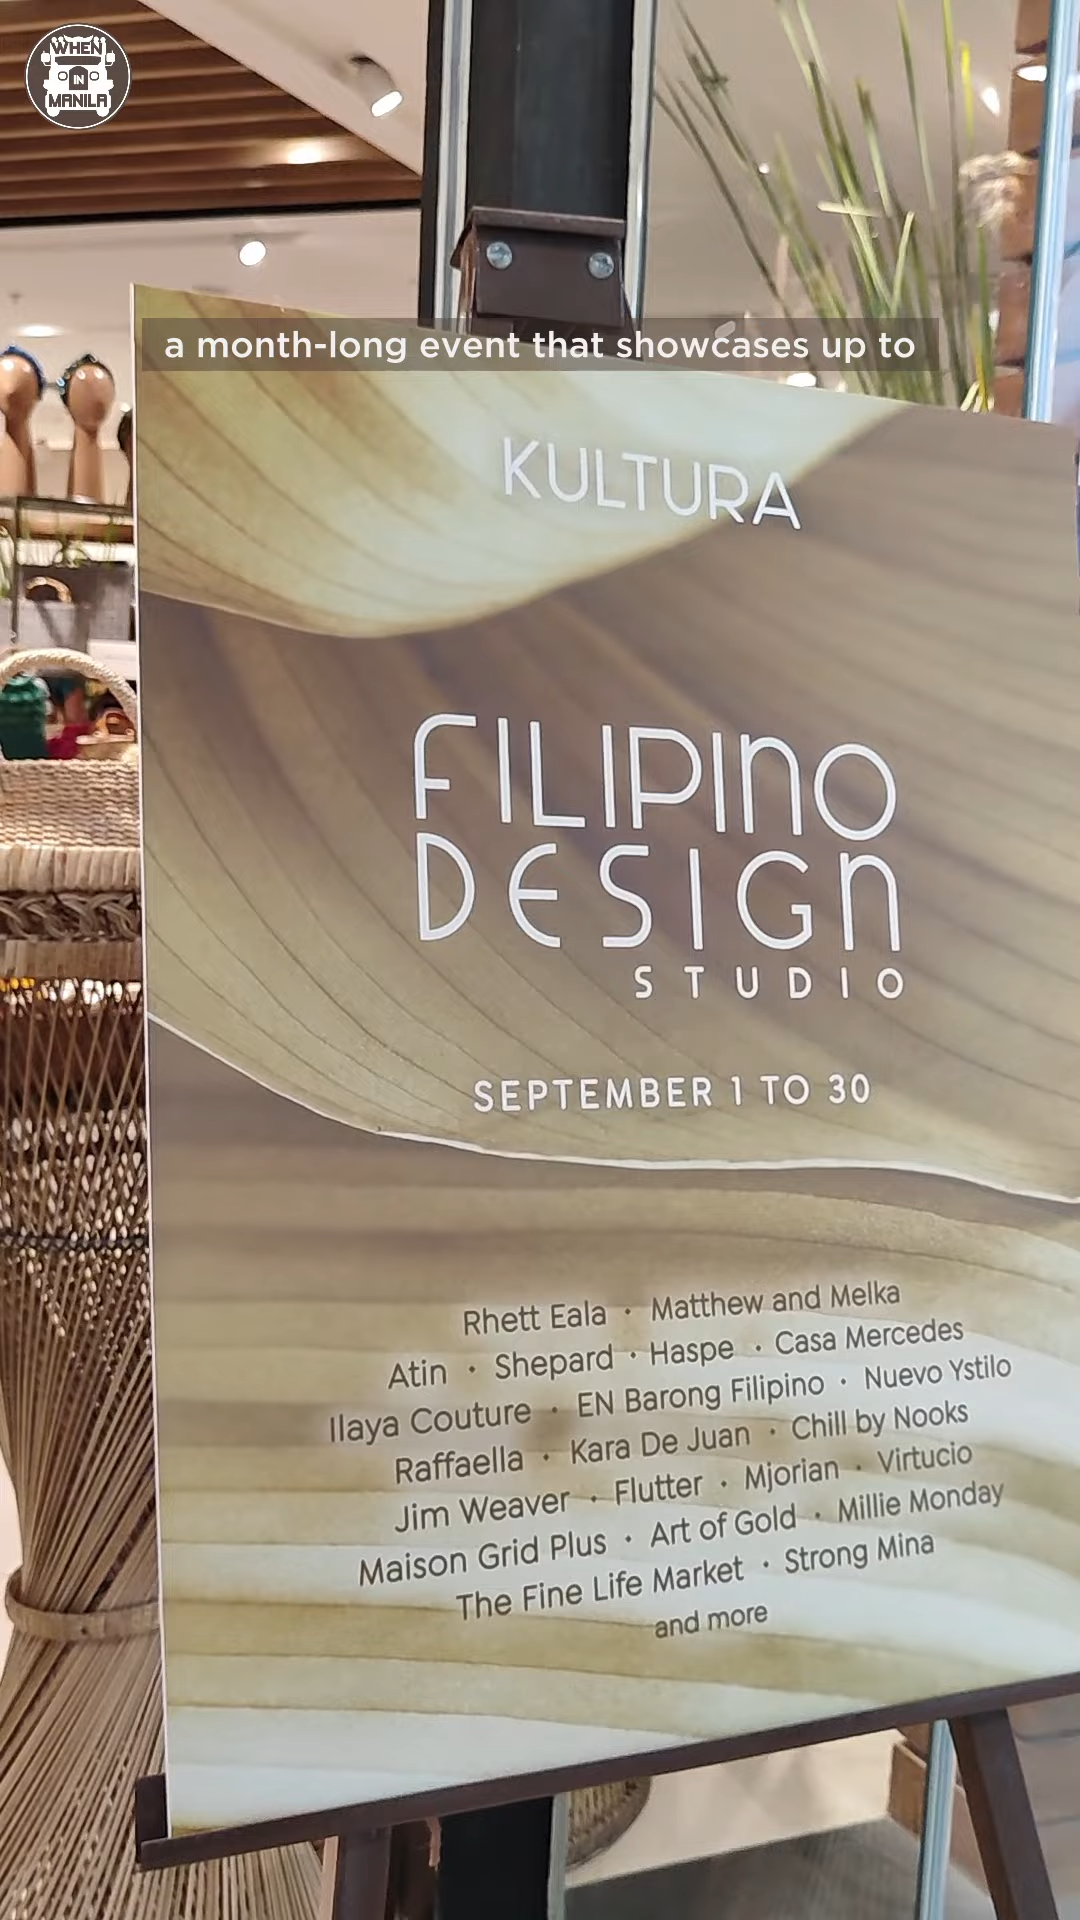 WHEN
IN
MANILA
a month-long event that showcases up to
KULTURA
FILIPINO
DESIGN
STUDIO
SEPTEMBER 1 TO 30
Rhett Eala · Matthew and Melka
Atin · Shepard · Haspe · Casa Mercedes
Ilaya Couture · EN Barong Filipino · Nuevo Ystilo
Raffaella · Kara De Juan · Chill by Nooks
Jim Weaver · Flutter · Mjorian · Virtucio
Maison Grid Plus · Art of Gold · Millie Monday
The Fine Life Market · Strong Mina
and more